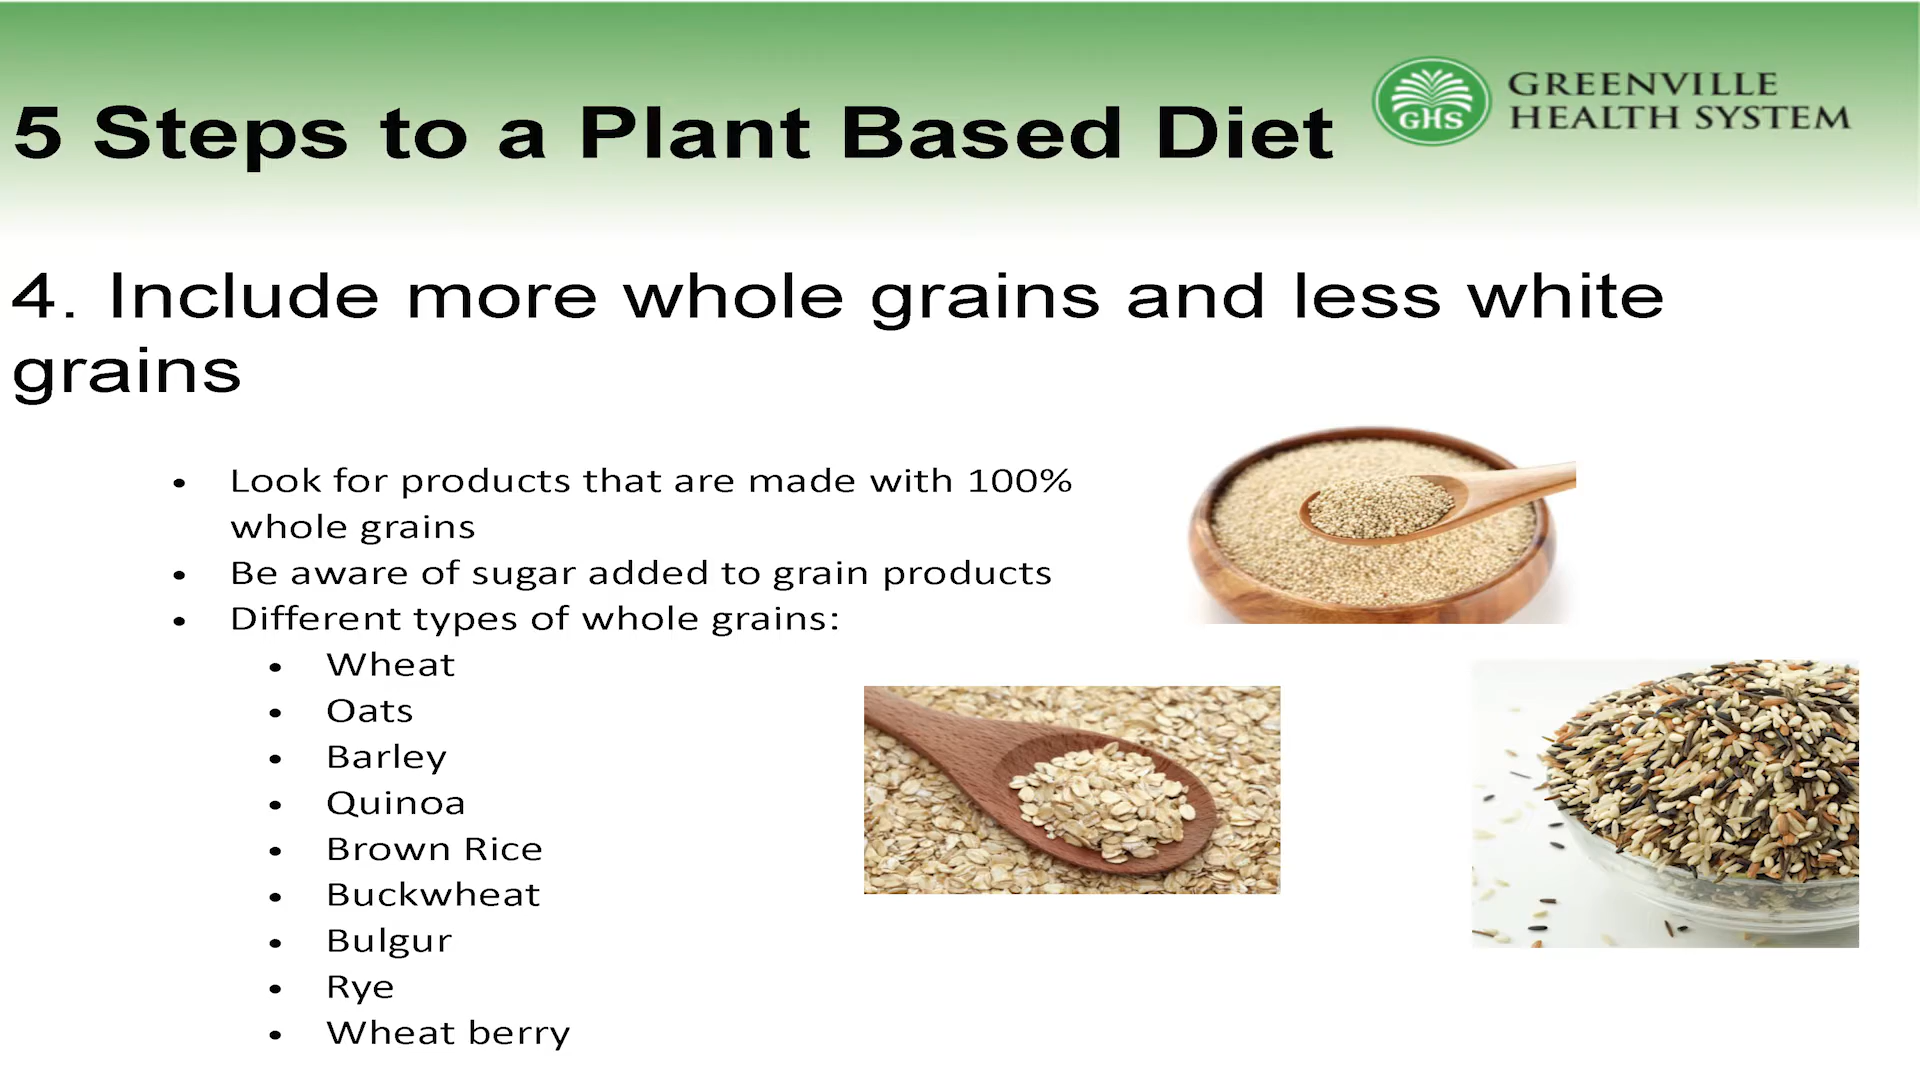 5 Steps to a Plant Based Diet
GHS
GREENVILLE
HEALTH SYSTEM
4. Include more whole grains and less white
grains
• Look for products that are made with 100%
whole grains
• Be aware of sugar added to grain products
• Different types of whole grains:
• Wheat
• Oats
• Barley
• Quinoa
• Brown Rice
• Buckwheat
• Bulgur
• Rye
• Wheat berry